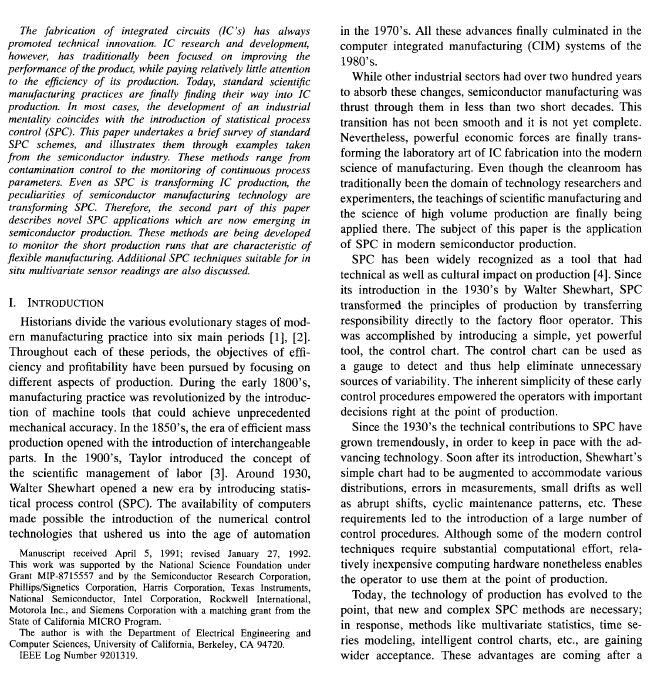 The fabrication of integrated circuits (IC's) has always
promoted technical innovation. IC research and development,
however, has traditionally been focused on improving the
performance of the product, while paying relatively little attention
to the efficiency of its production. Today, standard scientific
manufacturing practices are finally finding their way into IC
production. In most cases, the development of an industrial
mentality coincides with the introduction of statistical process
control (SPC). This paper undertakes a brief survey of standard
SPC schemes, and illustrates them through examples taken
from the semiconductor industry. These methods range from
contamination control to the monitoring of continuous process
parameters. Even as SPC is transforming IC production, the
peculiarities of semiconductor manufacturing technology are
transforming SPC. Therefore, the second part of this paper
describes novel SPC applications which are now emerging in
semiconductor production. These methods are being developed
to monitor the short production runs that are characteristic of
flexible manufacturing. Additional SPC techniques suitable for in
situ multivariate sensor readings are also discussed.
I. INTRODUCTION
Historians divide the various evolutionary stages of mod-
ern manufacturing practice into six main periods [1], [2].
Throughout each of these periods, the objectives of effi-
ciency and profitability have been pursued by focusing on
different aspects of production. During the early 1800's,
manufacturing practice was revolutionized by the introduc-
tion of machine tools that could achieve unprecedented
mechanical accuracy. In the 1850's, the era of efficient mass
production opened with the introduction of interchangeable
parts. In the 1900's, Taylor introduced the concept of
the scientific management of labor [3]. Around 1930,
Walter Shewhart opened a new era by introducing statis-
tical process control (SPC). The availability of computers
made possible the introduction of the numerical control
technologies that ushered us into the age of automation
Manuscript received April 5, 1991; revised January 27, 1992.
This work was supported by the National Science Foundation under
Grant MIP-8715557 and by the Semiconductor Research Corporation,
Phillips/Signetics Corporation, Harris Corporation, Texas Instruments,
National Semiconductor, Intel Corporation, Rockwell International,
Motorola Inc., and Siemens Corporation with a matching grant from the
State of California MICRO Program.
The author is with the Department of Electrical Engineering and
Computer Sciences, University of California, Berkeley, CA 94720.
IEEE Log Number 9201319.
in the 1970's. All these advances finally culminated in the
computer integrated manufacturing (CIM) systems of the
1980's.
While other industrial sectors had over two hundred years
to absorb these changes, semiconductor manufacturing was
thrust through them in less than two short decades. This
transition has not been smooth and it is not yet complete.
Nevertheless, powerful economic forces are finally trans-
forming the laboratory art of IC fabrication into the modern
science of manufacturing. Even though the cleanroom has
traditionally been the domain of technology researchers and
experimenters, the teachings of scientific manufacturing and
the science of high volume production are finally being
applied there. The subject of this paper is the application
of SPC in modern semiconductor production.
SPC has been widely recognized as a tool that had
technical as well as cultural impact on production [4]. Since
its introduction in the 1930's by Walter Shewhart, SPC
transformed the principles of production by transferring
responsibility directly to the factory floor operator. This
was accomplished by introducing a simple, yet powerful
tool, the control chart. The control chart can be used as
a gauge to detect and thus help eliminate unnecessary
sources of variability. The inherent simplicity of these early
control procedures empowered the operators with important
decisions right at the point of production.
Since the 1930's the technical contributions to SPC have
grown tremendously, in order to keep in pace with the ad-
vancing technology. Soon after its introduction, Shewhart's
simple chart had to be augmented to accommodate various
distributions, errors in measurements, small drifts as well
as abrupt shifts, cyclic maintenance patterns, etc. These
requirements led to the introduction of a large number of
control procedures. Although some of the modern control
techniques require substantial computational effort, rela-
tively inexpensive computing hardware nonetheless enables
the operator to use them at the point of production.
Today, the technology of production has evolved to the
point, that new and complex SPC methods are necessary;
in response, methods like multivariate statistics, time se-
ries modeling, intelligent control charts, etc., are gaining
wider acceptance. These advantages are coming after a